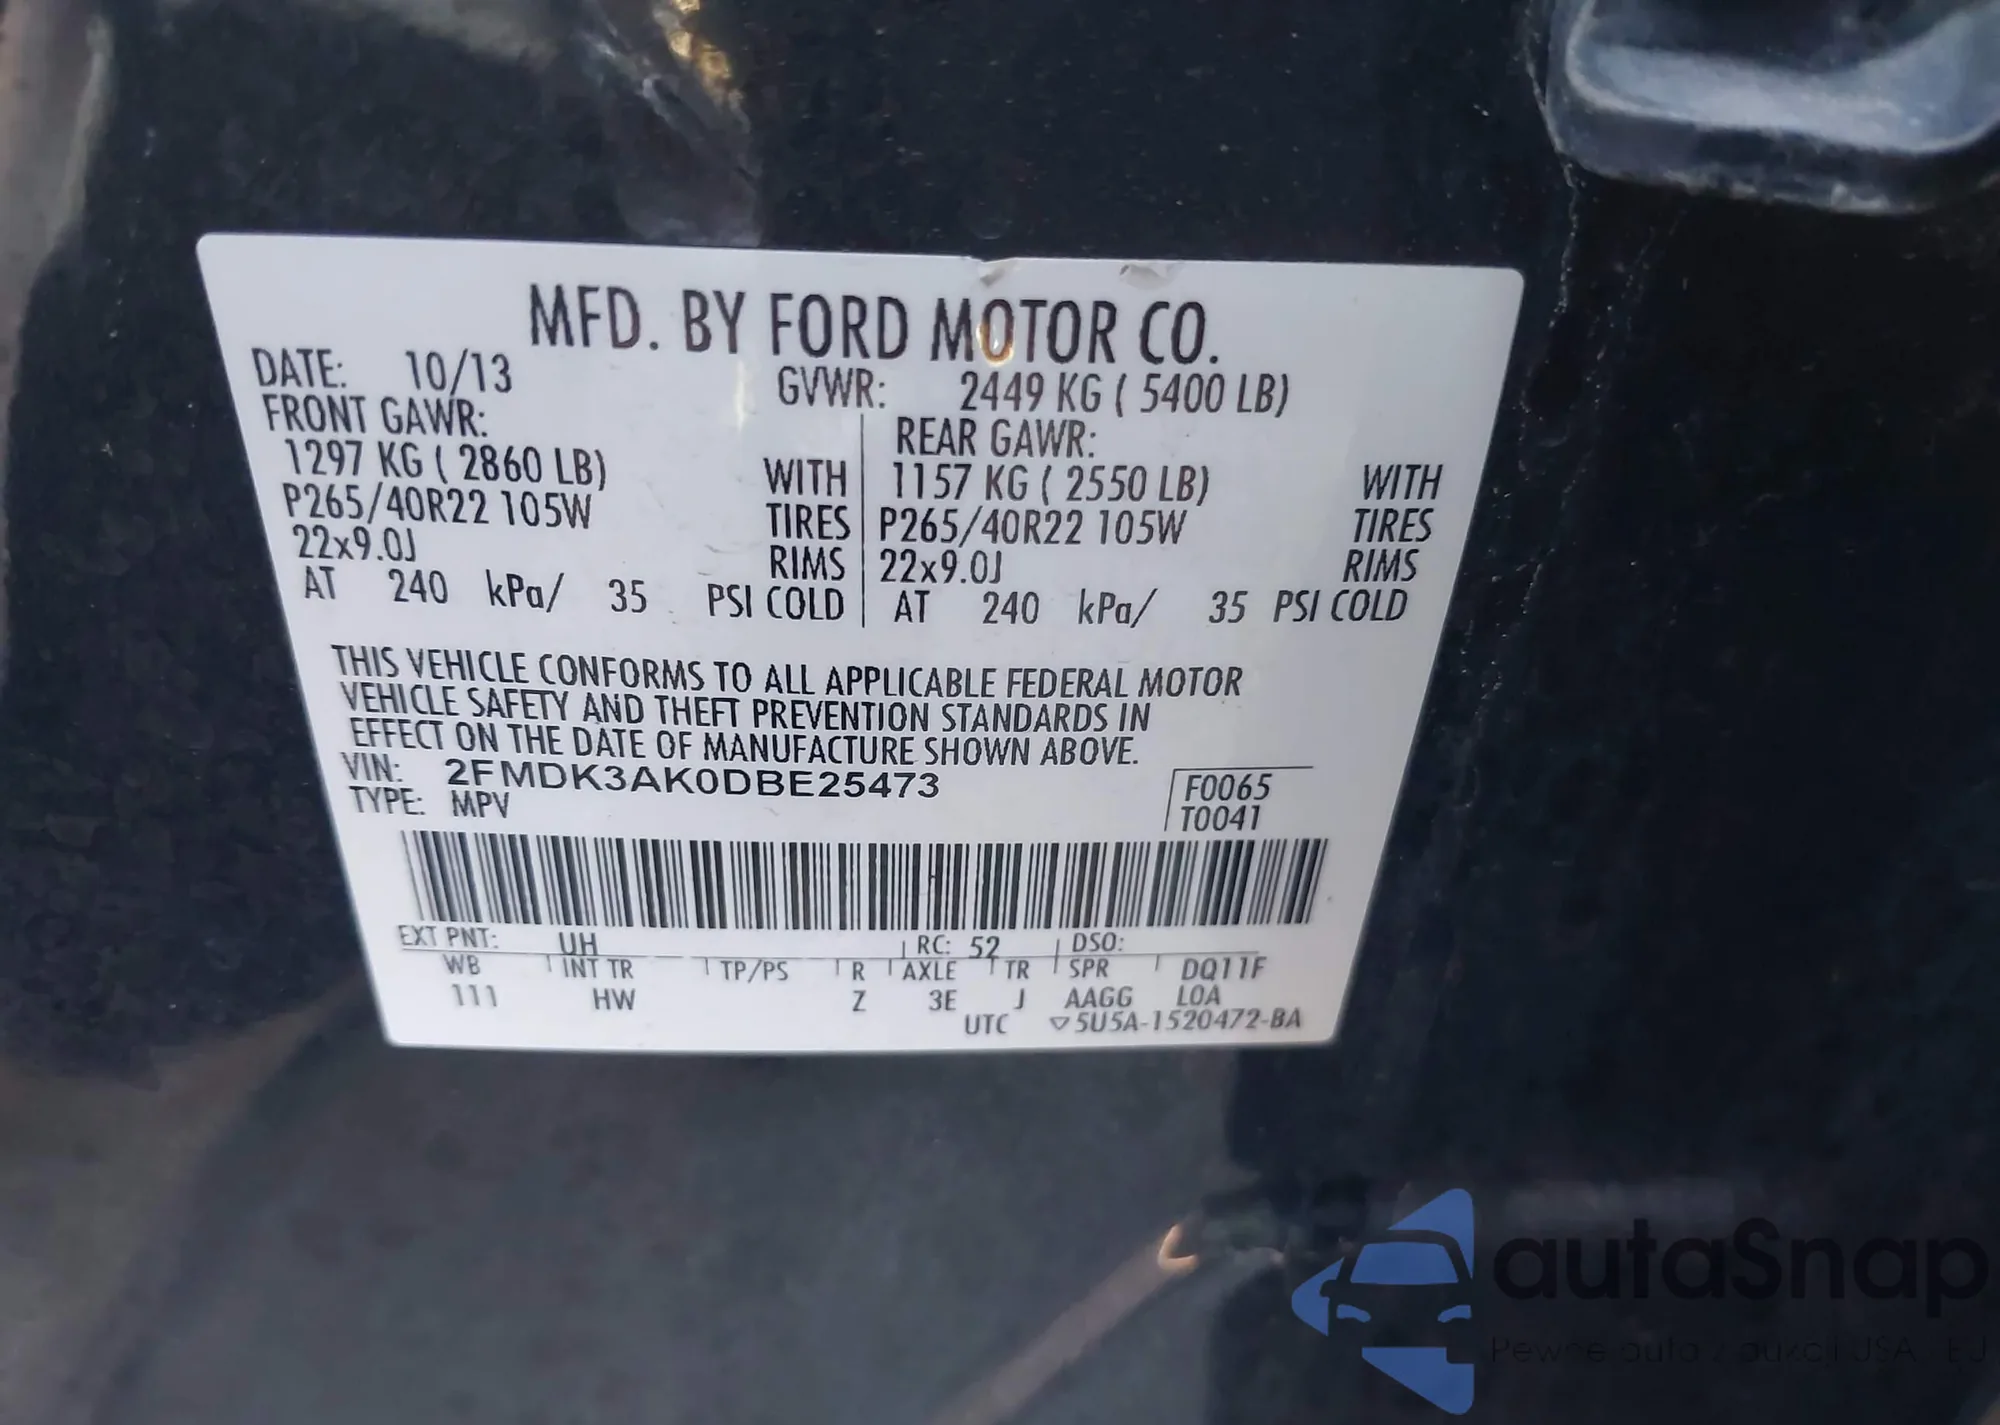 MFD. BY FORD MOTOR CO.
DATE: 10/13 GVWR: 2449 KG ( 5400 LB)
FRONT GAWR: REAR GAWR:
1297 KG ( 2860 LB) WITH 1157 KG ( 2550 LB) WITH
P265/40R22 105W TIRES P265/40R22 105W TIRES
22x9.0J RIMS 22x9.0J RIMS
AT 240 kPa/ 35 PSI COLD AT 240 kPa/ 35 PSI COLD
THIS VEHICLE CONFORMS TO ALL APPLICABLE FEDERAL MOTOR
VEHICLE SAFETY AND THEFT PREVENTION STANDARDS IN
EFFECT ON THE DATE OF MANUFACTURE SHOWN ABOVE.
VIN: 2FMDK3AK0DBE25473
TYPE: MPV
F0065
T0041
EXT PNT: UH RC: 52 DSO:
WB INT TR TP/PS R AXLE TR SPR DQ11F
111 HW Z 3E J AAGG LOA
UTC ▽5U5A-1520472-BA
autaSnap
Pewne auto z aukcji USA